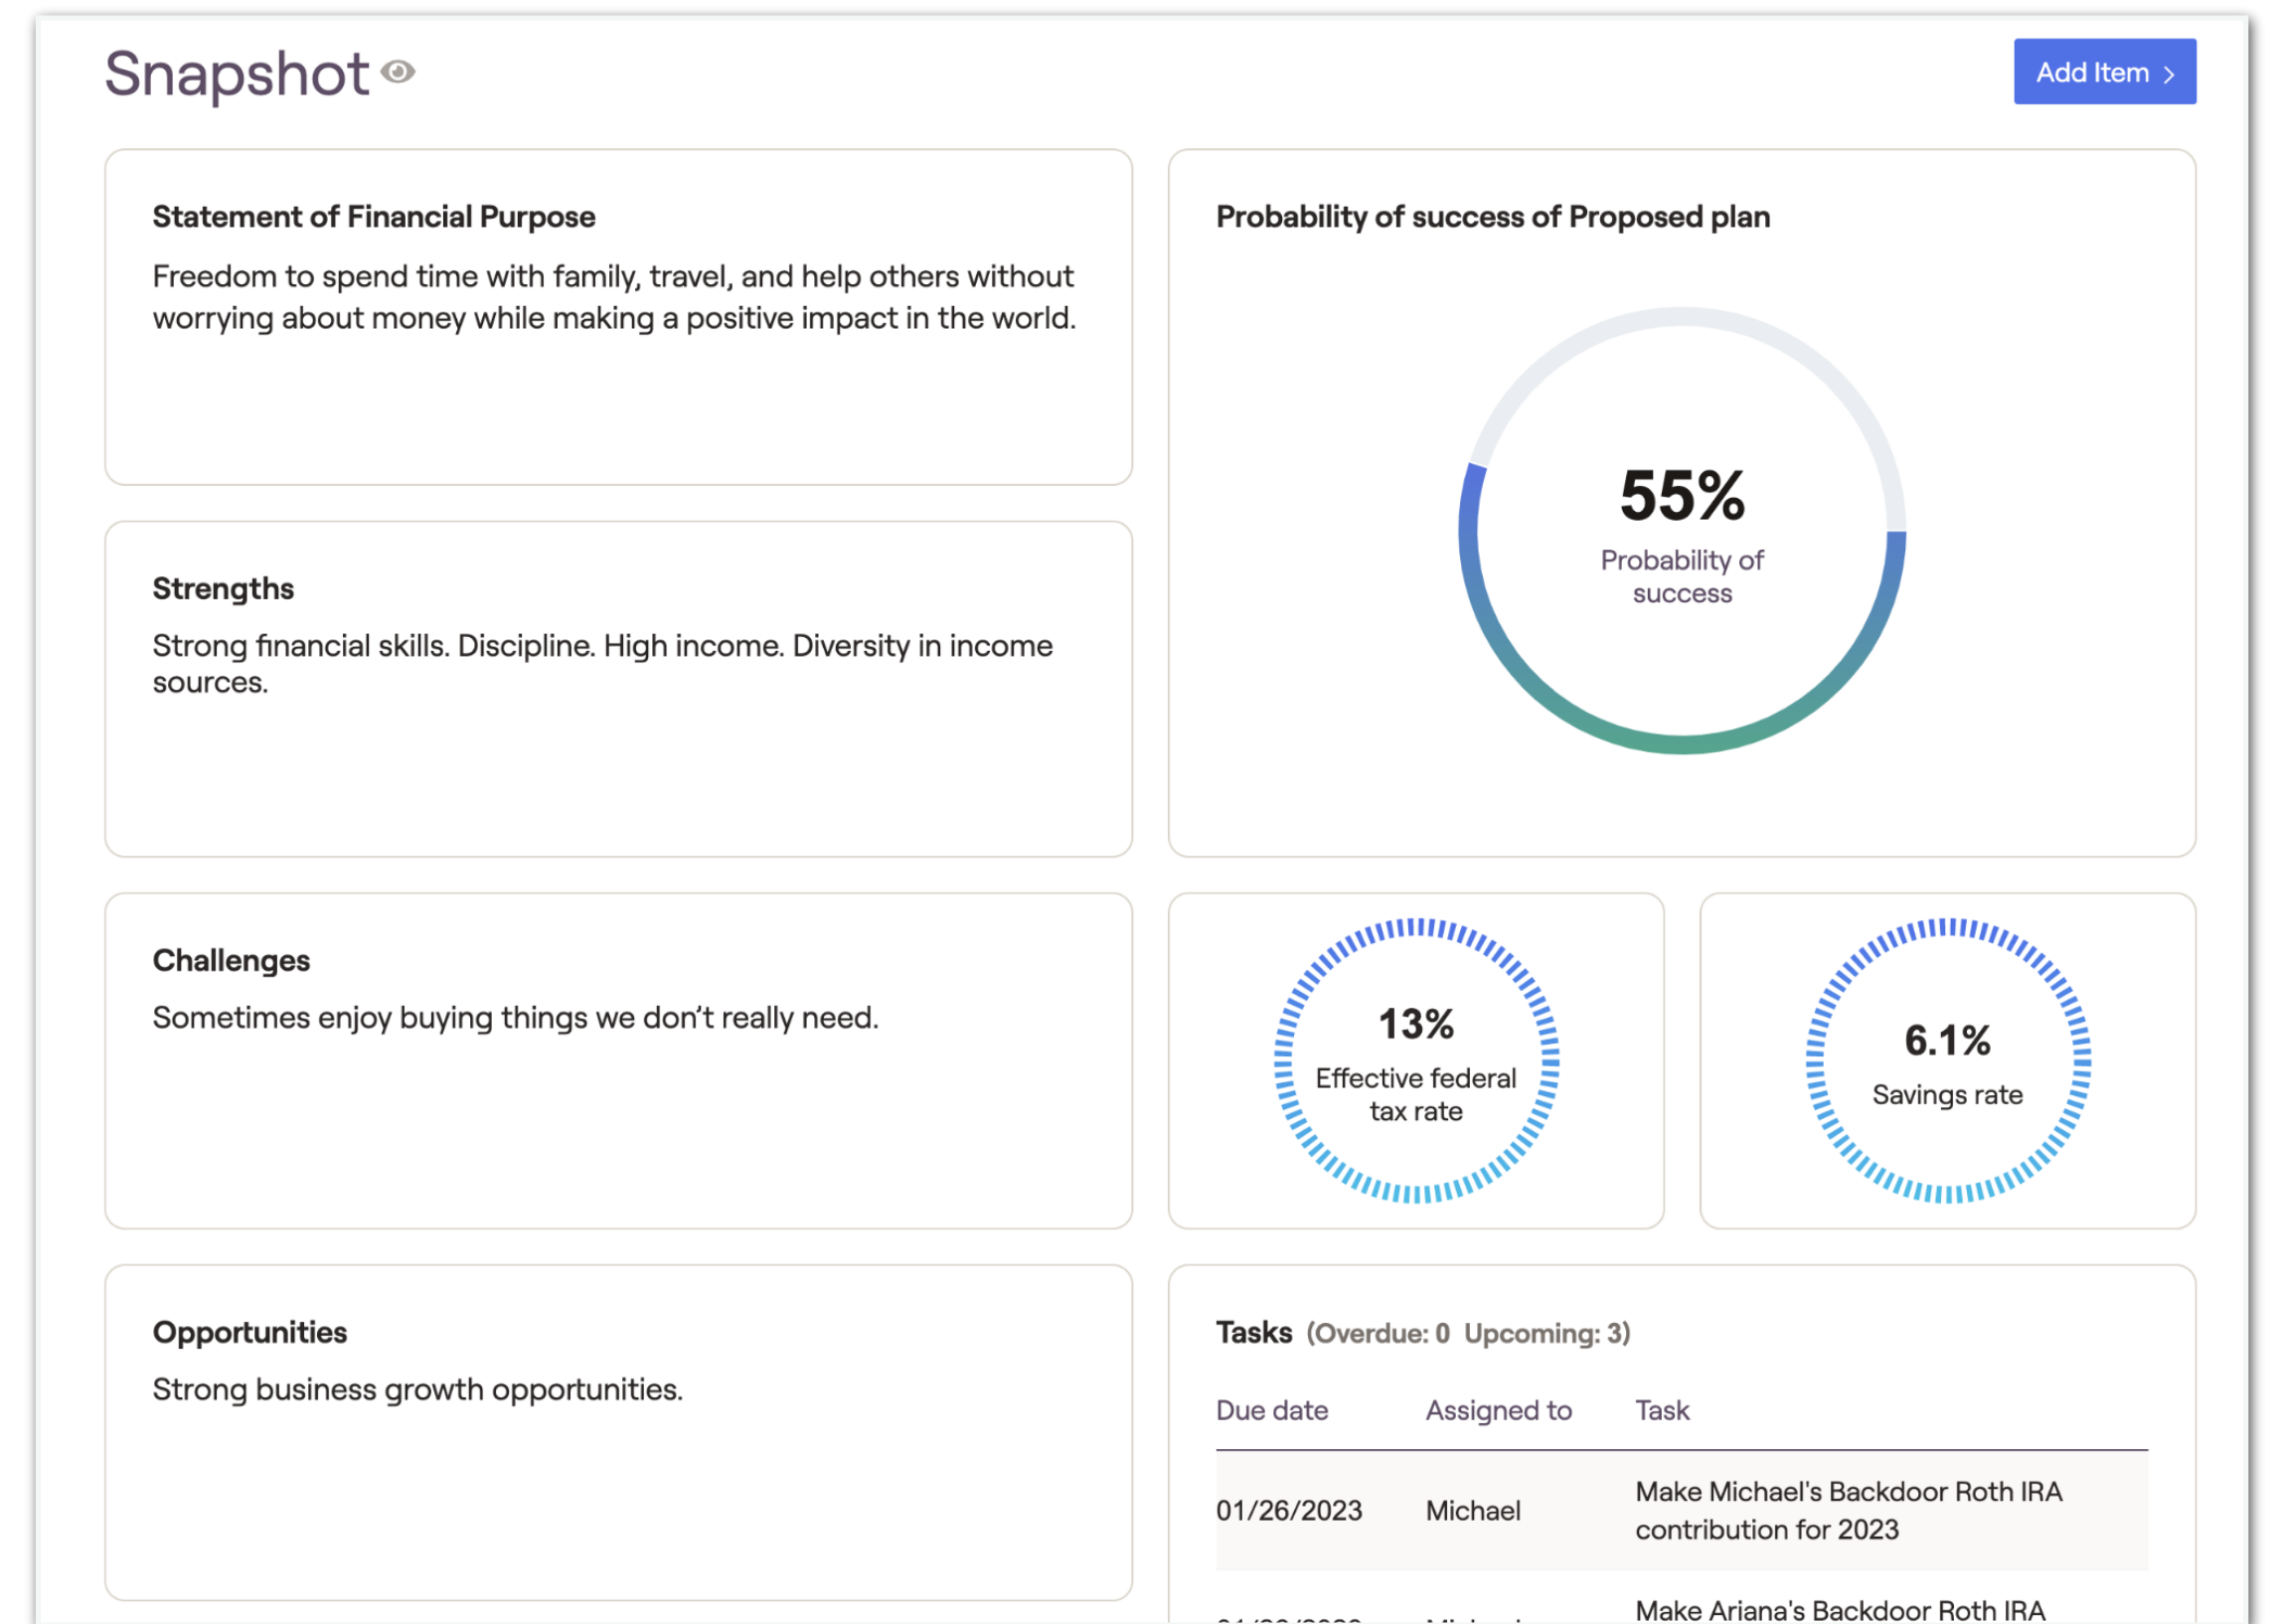 Snapshot
Add Item
Statement of Financial Purpose
Freedom to spend time with family, travel, and help others without
worrying about money while making a positive impact in the world.
Probability of success of Proposed plan
55%
Probability of
success
Strengths
Strong financial skills. Discipline. High income. Diversity in income
sources.
Challenges
Sometimes enjoy buying things we don’t really need.
13%
Effective federal
tax rate
6.1%
Savings rate
Opportunities
Strong business growth opportunities.
Tasks (Overdue: 0 Upcoming: 3)
Due date Assigned to Task
01/26/2023 Michael Make Michael's Backdoor Roth IRA
contribution for 2023
Make Ariana's Backdoor Roth IRA